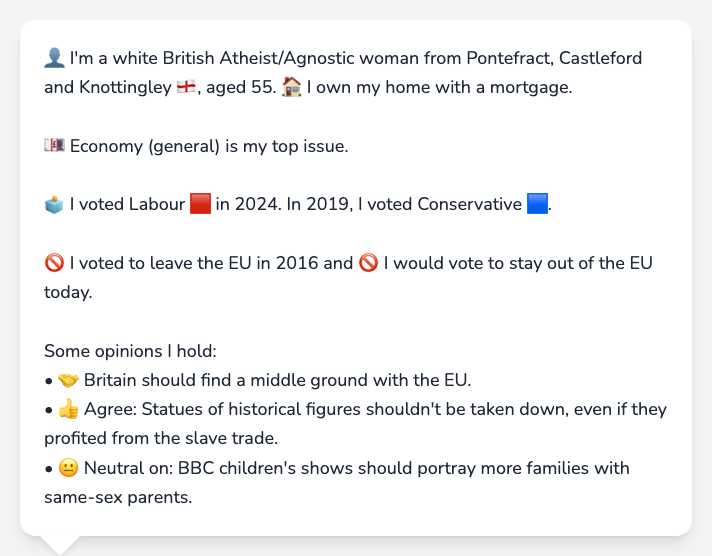 👤 I'm a white British Atheist/Agnostic woman from Pontefract, Castleford
and Knottingley 🏴󠁧󠁢󠁥󠁮󠁧󠁿, aged 55. 🏠 I own my home with a mortgage.
💷 Economy (general) is my top issue.
🗳️ I voted Labour 🟥 in 2024. In 2019, I voted Conservative 🟦.
🚫 I voted to leave the EU in 2016 and 🚫 I would vote to stay out of the EU
today.
Some opinions I hold:
• 🤝 Britain should find a middle ground with the EU.
• 👍 Agree: Statues of historical figures shouldn't be taken down, even if they
profited from the slave trade.
• 😐 Neutral on: BBC children's shows should portray more families with
same-sex parents.